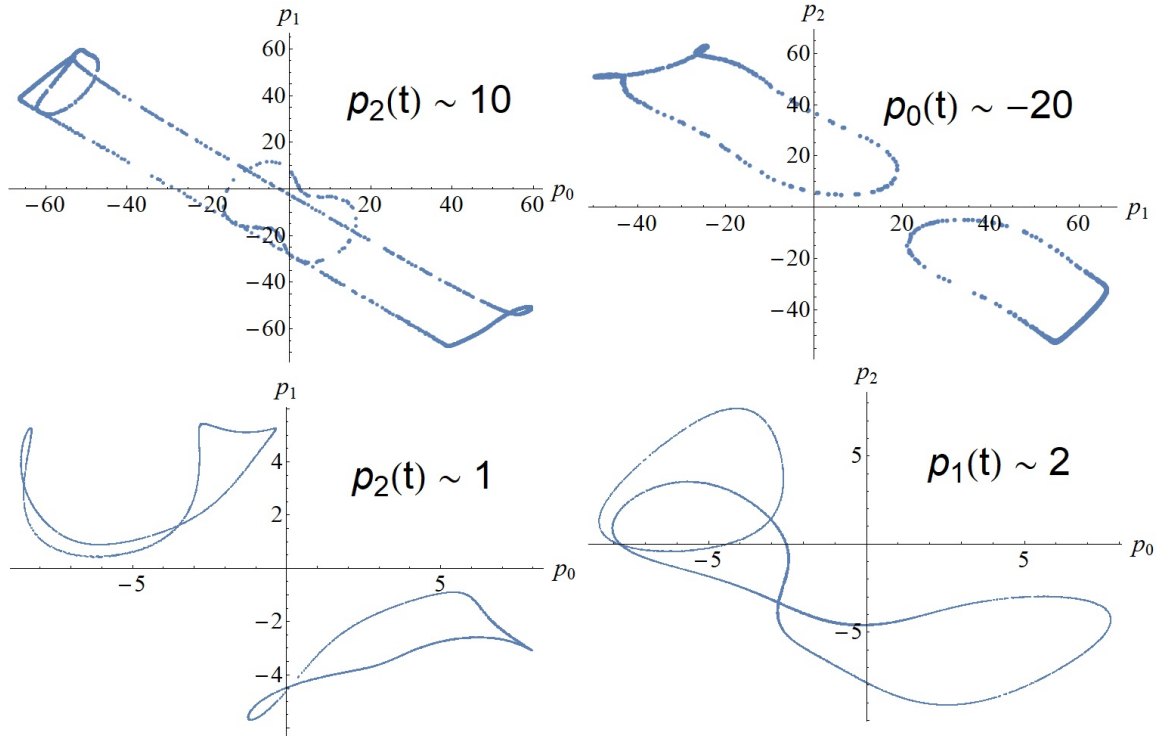 p₁
60
40
20
−60 −40 −20 20 40 60 p₀
−20
−40
−60
p₂(t) ∼ 10
p₂
60
40
20
−40 −20 0 20 40 60 p₁
−20
−40
p₀(t) ∼ −20
p₁
4
2
−5 5 p₀
−2
−4
p₂(t) ∼ 1
p₂
5
−5 5 p₀
−5
p₁(t) ∼ 2